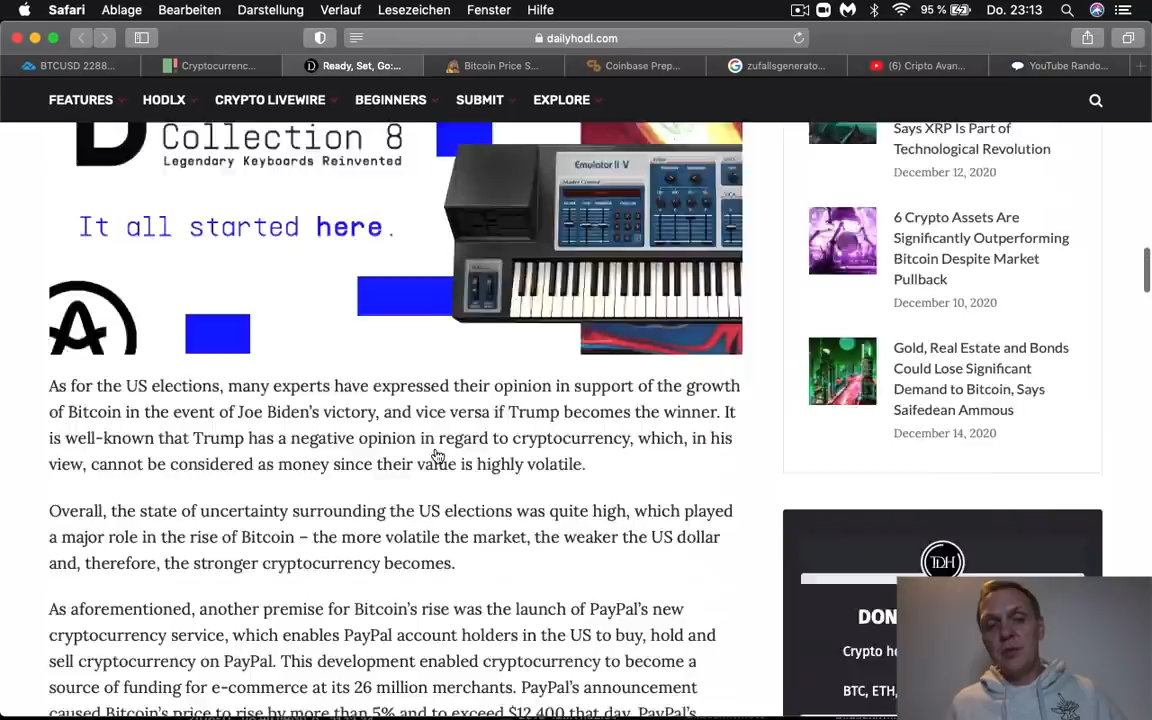 Safari Ablage Bearbeiten Darstellung Verlauf Lesezeichen Fenster Hilfe 95 % Do. 23:13
dailyhodl.com
BTCUSD 2288... Cryptocurrenc... Ready, Set, Go:... Bitcoin Price S... Coinbase Prep... zufallsgenerato... (6) Cripto Avan... YouTube Rando...
FEATURES HODLX CRYPTO LIVEWIRE BEGINNERS SUBMIT EXPLORE
Collection 8
Legendary Keyboards Reinvented
It all started here.
Emulator II V
As for the US elections, many experts have expressed their opinion in support of the growth
of Bitcoin in the event of Joe Biden's victory, and vice versa if Trump becomes the winner. It
is well-known that Trump has a negative opinion in regard to cryptocurrency, which, in his
view, cannot be considered as money since their value is highly volatile.
Overall, the state of uncertainty surrounding the US elections was quite high, which played
a major role in the rise of Bitcoin – the more volatile the market, the weaker the US dollar
and, therefore, the stronger cryptocurrency becomes.
As aforementioned, another premise for Bitcoin's rise was the launch of PayPal's new
cryptocurrency service, which enables PayPal account holders in the US to buy, hold and
sell cryptocurrency on PayPal. This development enabled cryptocurrency to become a
source of funding for e-commerce at its 26 million merchants. PayPal's announcement
caused Bitcoin's price to rise by more than 5% and to exceed $12,400 that day. PayPal's
Says XRP Is Part of
Technological Revolution
December 12, 2020
6 Crypto Assets Are
Significantly Outperforming
Bitcoin Despite Market
Pullback
December 10, 2020
Gold, Real Estate and Bonds
Could Lose Significant
Demand to Bitcoin, Says
Saifedean Ammous
December 14, 2020
TDH
DON
Crypto he
BTC, ETH,